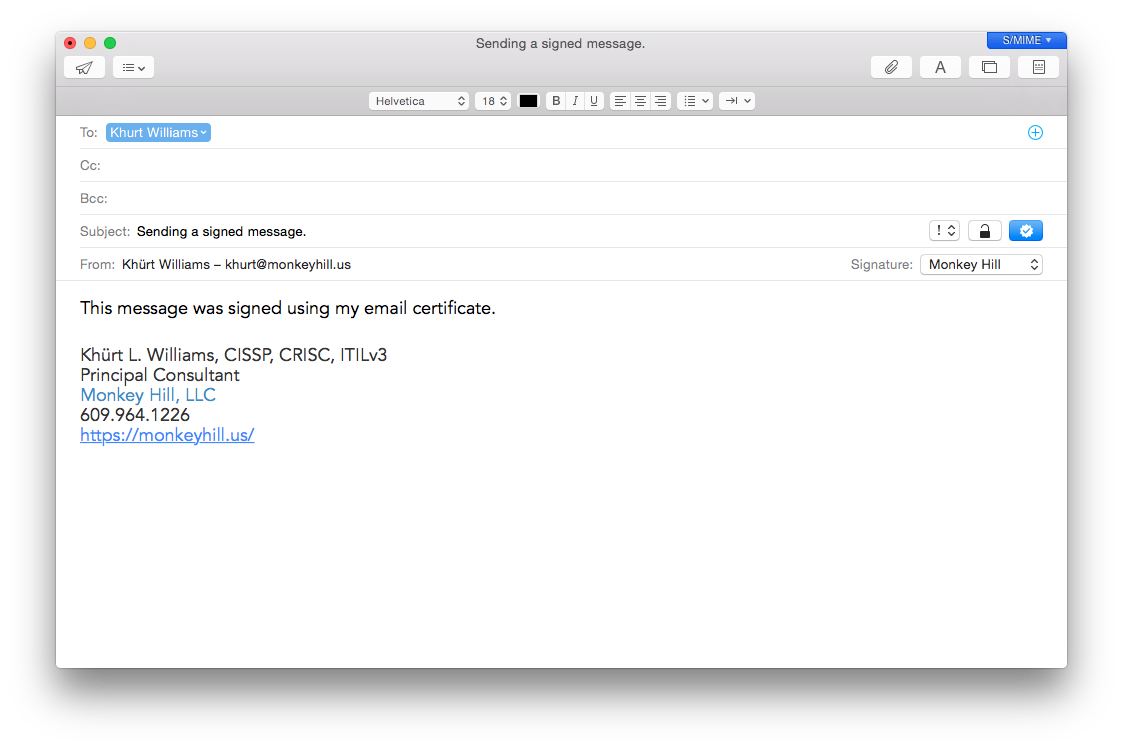 Sending a signed message.
S/MIME
A
Helvetica
18
B I U
To: Khurt Williams
Cc:
Bcc:
Subject: Sending a signed message.
!
From: Khürt Williams – khurt@monkeyhill.us
Signature: Monkey Hill
This message was signed using my email certificate.
Khürt L. Williams, CISSP, CRISC, ITILv3
Principal Consultant
Monkey Hill, LLC
609.964.1226
https://monkeyhill.us/